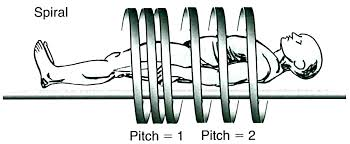 Spiral
Pitch = 1 Pitch = 2